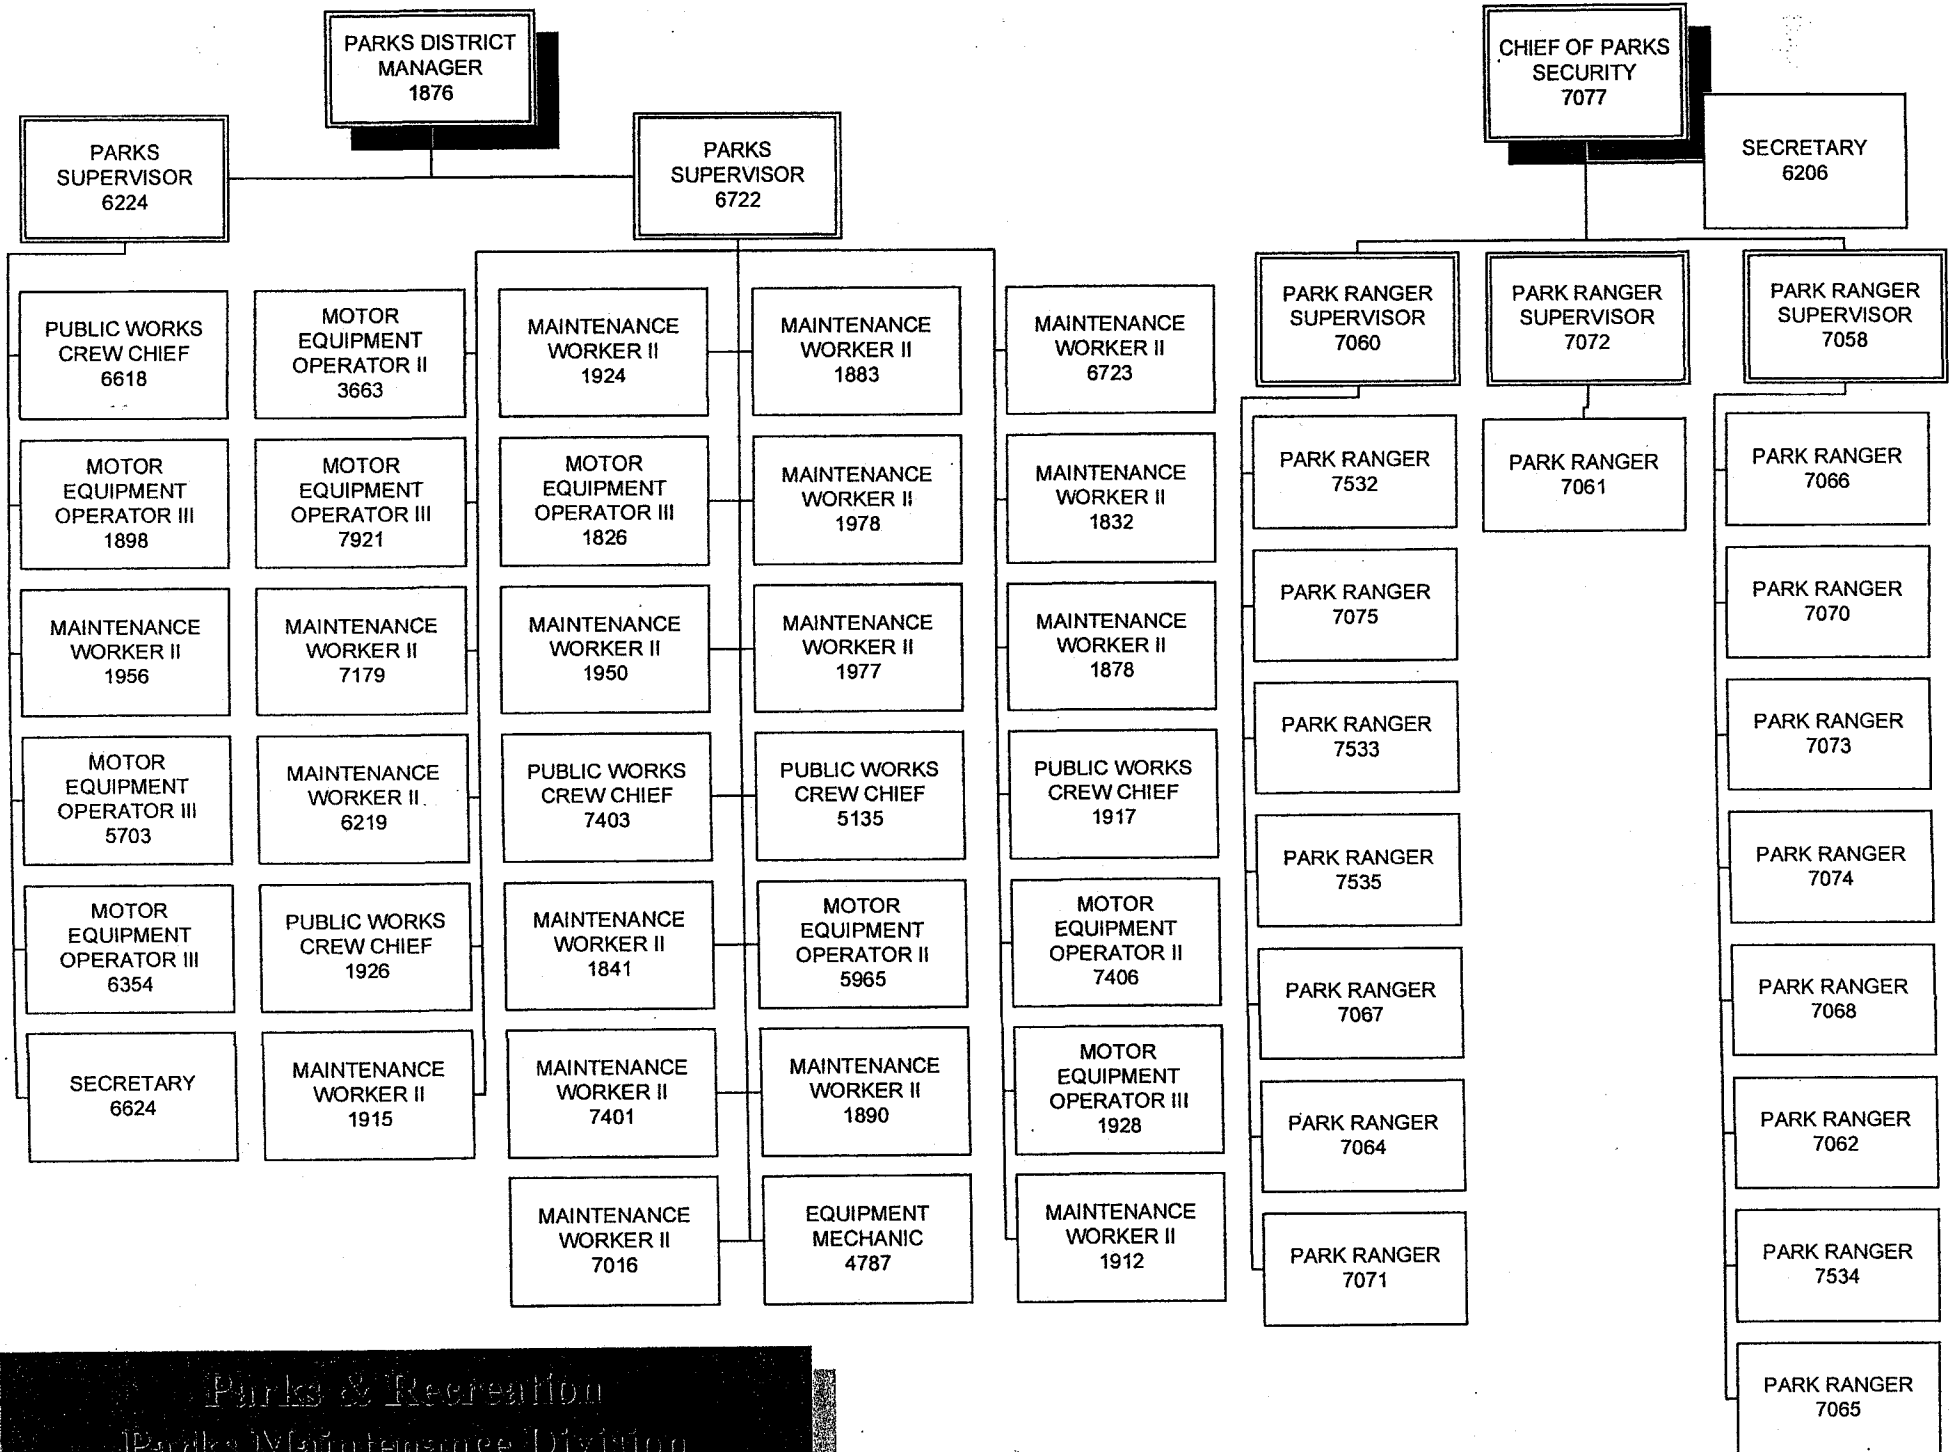 PARKS DISTRICT
MANAGER
1876
CHIEF OF PARKS
SECURITY
7077
SECRETARY
6206
PARKS
SUPERVISOR
6224
PARKS
SUPERVISOR
6722
PUBLIC WORKS
CREW CHIEF
6618
MOTOR
EQUIPMENT
OPERATOR III
1898
MAINTENANCE
WORKER II
1956
MOTOR
EQUIPMENT
OPERATOR III
5703
MOTOR
EQUIPMENT
OPERATOR III
6354
SECRETARY
6624
MOTOR
EQUIPMENT
OPERATOR II
3663
MOTOR
EQUIPMENT
OPERATOR III
7921
MAINTENANCE
WORKER II
7179
MAINTENANCE
WORKER II
6219
PUBLIC WORKS
CREW CHIEF
1926
MAINTENANCE
WORKER II
1915
MAINTENANCE
WORKER II
1924
MOTOR
EQUIPMENT
OPERATOR III
1826
MAINTENANCE
WORKER II
1950
PUBLIC WORKS
CREW CHIEF
7403
MAINTENANCE
WORKER II
1841
MAINTENANCE
WORKER II
7401
MAINTENANCE
WORKER II
7016
MAINTENANCE
WORKER II
1883
MAINTENANCE
WORKER II
1978
MAINTENANCE
WORKER II
1977
PUBLIC WORKS
CREW CHIEF
5135
MOTOR
EQUIPMENT
OPERATOR II
5965
MAINTENANCE
WORKER II
1890
EQUIPMENT
MECHANIC
4787
MAINTENANCE
WORKER II
6723
MAINTENANCE
WORKER II
1832
MAINTENANCE
WORKER II
1878
PUBLIC WORKS
CREW CHIEF
1917
MOTOR
EQUIPMENT
OPERATOR II
7406
MOTOR
EQUIPMENT
OPERATOR III
1928
MAINTENANCE
WORKER II
1912
PARK RANGER
SUPERVISOR
7060
PARK RANGER
7532
PARK RANGER
7075
PARK RANGER
7533
PARK RANGER
7535
PARK RANGER
7067
PARK RANGER
7064
PARK RANGER
7071
PARK RANGER
SUPERVISOR
7072
PARK RANGER
7061
PARK RANGER
SUPERVISOR
7058
PARK RANGER
7066
PARK RANGER
7070
PARK RANGER
7073
PARK RANGER
7074
PARK RANGER
7068
PARK RANGER
7062
PARK RANGER
7534
PARK RANGER
7065
Parks & Recreation
Parks Maintenance Division